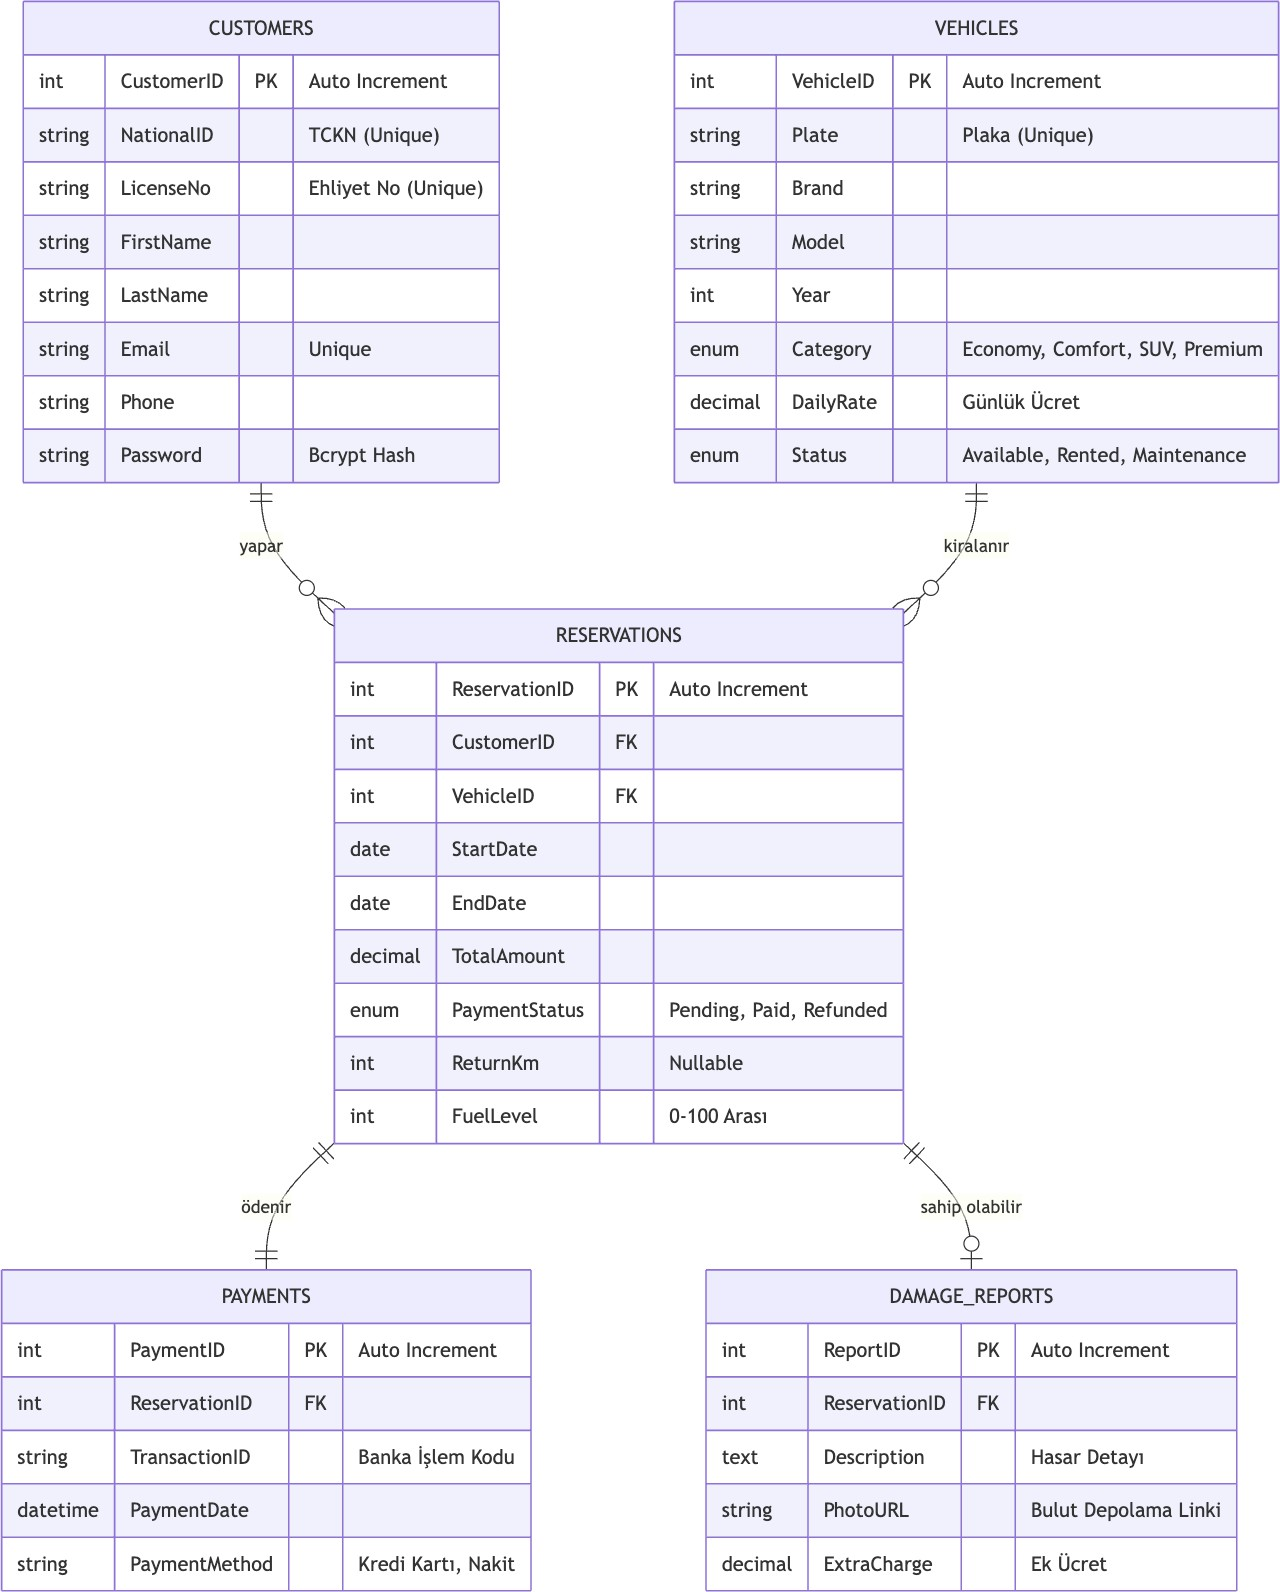 CUSTOMERS
int CustomerID PK Auto Increment
string NationalID TCKN (Unique)
string LicenseNo Ehliyet No (Unique)
string FirstName
string LastName
string Email Unique
string Phone
string Password Bcrypt Hash
VEHICLES
int VehicleID PK Auto Increment
string Plate Plaka (Unique)
string Brand
string Model
int Year
enum Category Economy, Comfort, SUV, Premium
decimal DailyRate Günlük Ücret
enum Status Available, Rented, Maintenance
yapar
kiralanır
RESERVATIONS
int ReservationID PK Auto Increment
int CustomerID FK
int VehicleID FK
date StartDate
date EndDate
decimal TotalAmount
enum PaymentStatus Pending, Paid, Refunded
int ReturnKm Nullable
int FuelLevel 0-100 Arası
ödenir
sahip olabilir
PAYMENTS
int PaymentID PK Auto Increment
int ReservationID FK
string TransactionID Banka İşlem Kodu
datetime PaymentDate
string PaymentMethod Kredi Kartı, Nakit
DAMAGE_REPORTS
int ReportID PK Auto Increment
int ReservationID FK
text Description Hasar Detayı
string PhotoURL Bulut Depolama Linki
decimal ExtraCharge Ek Ücret